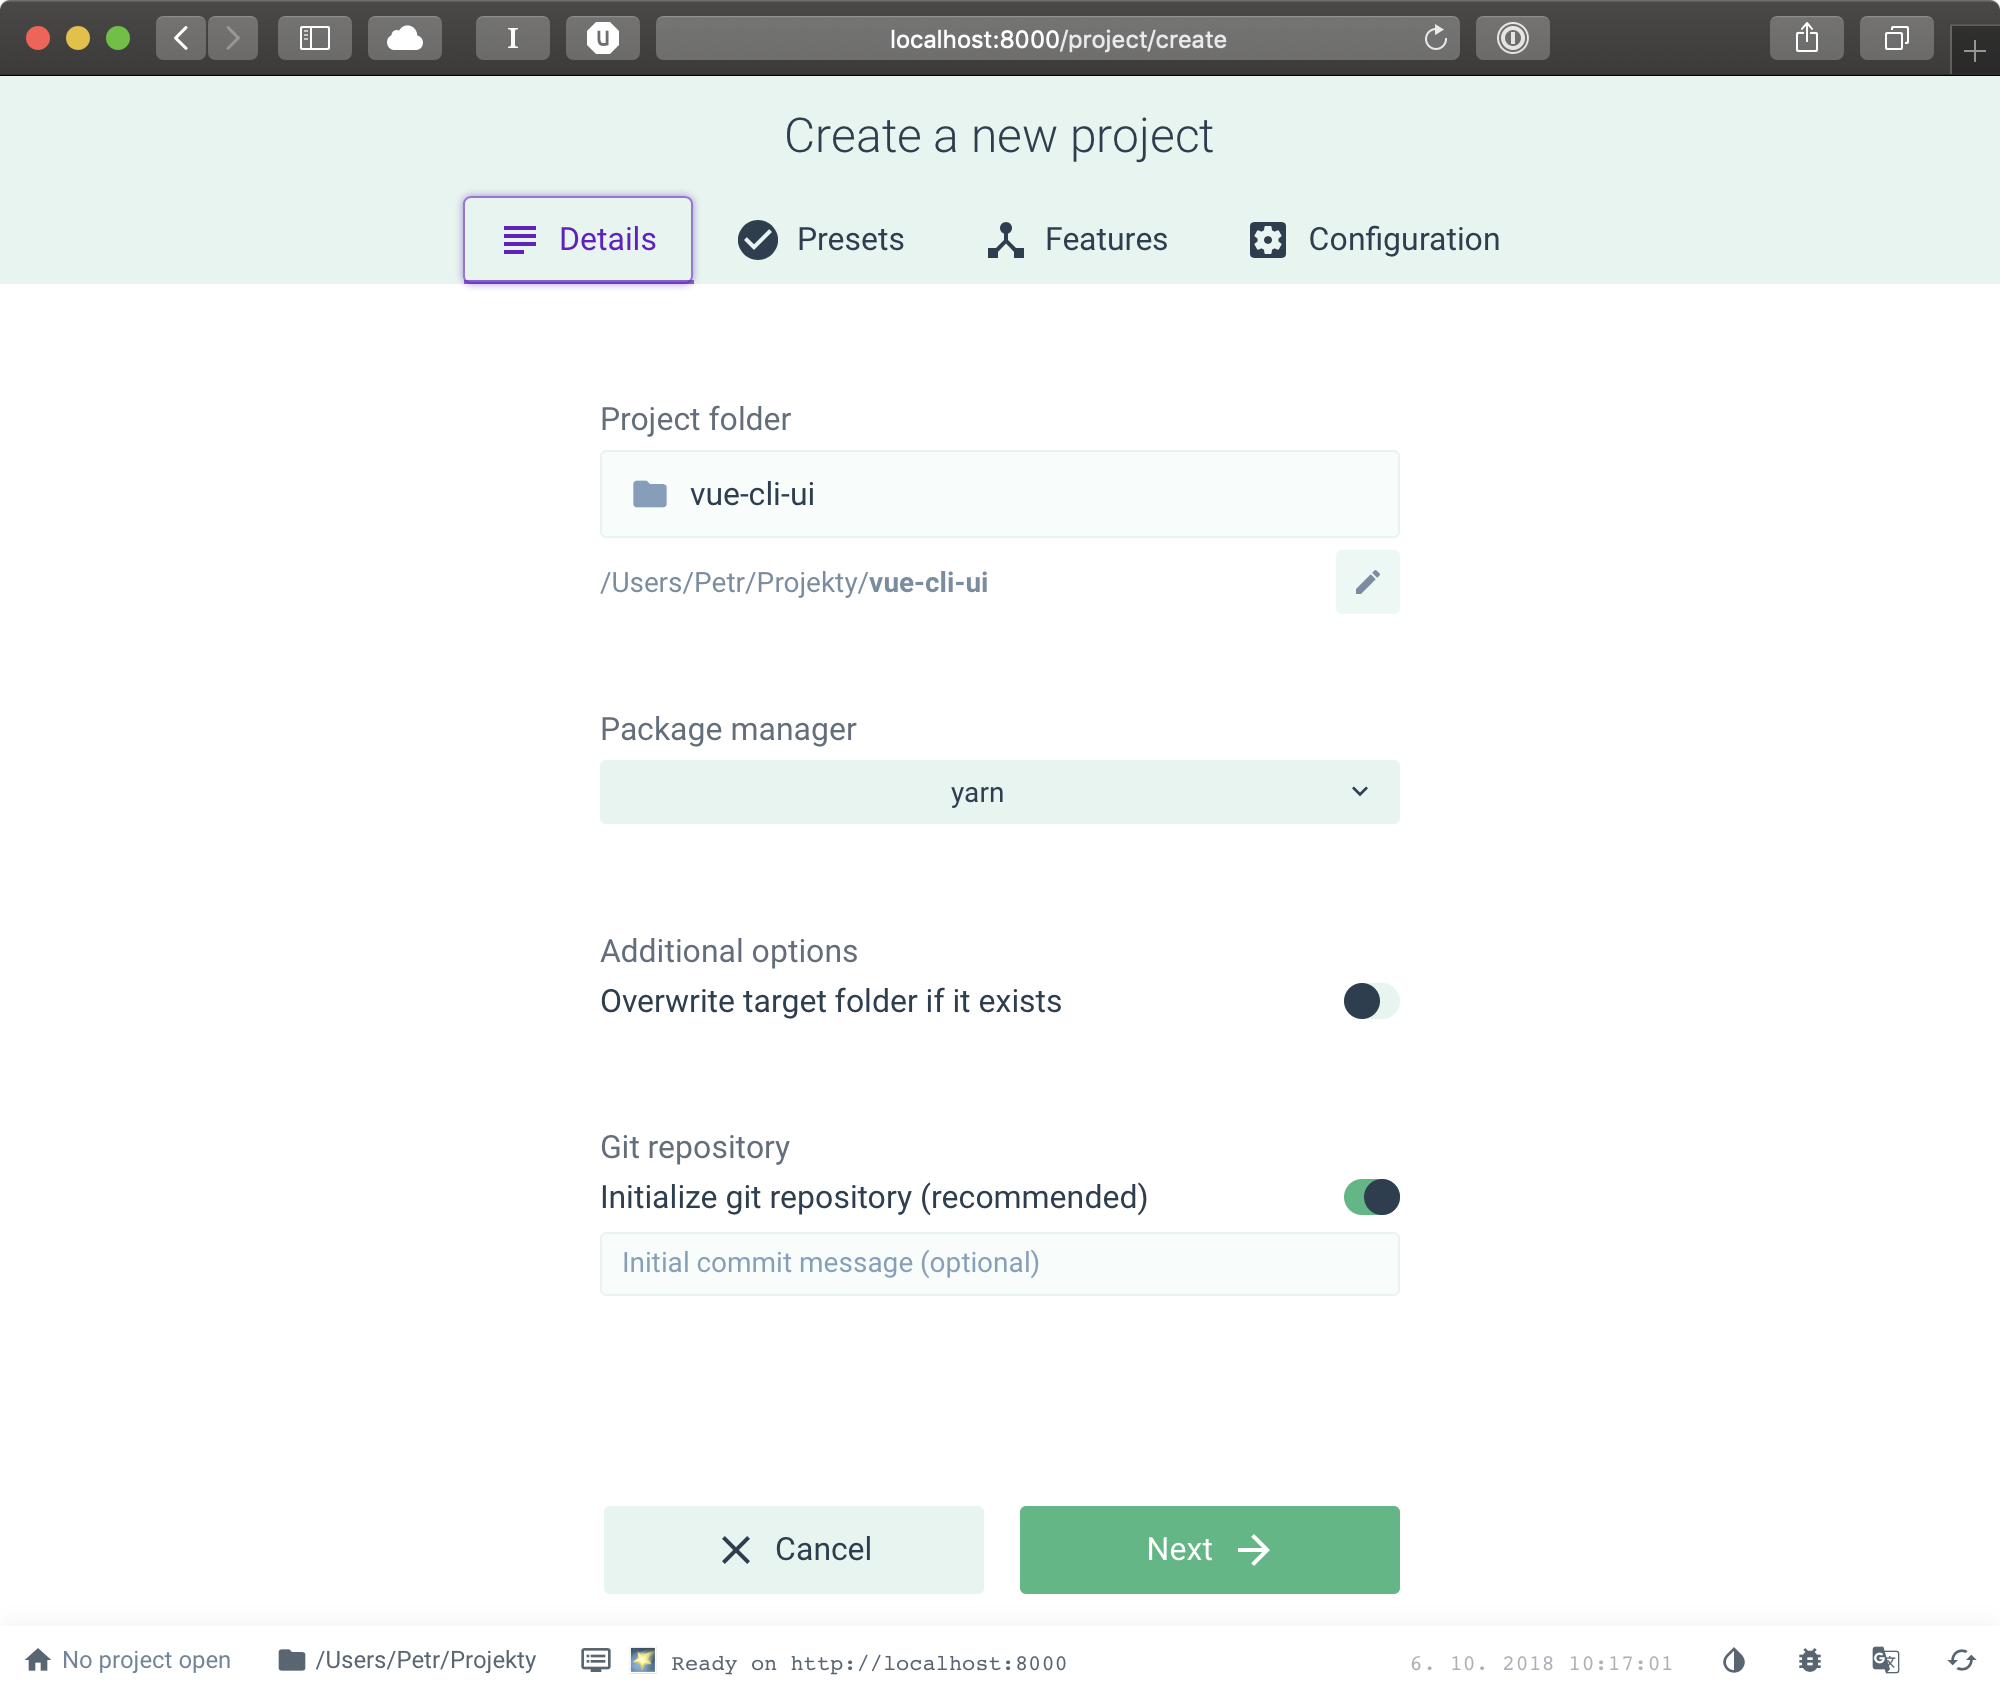 localhost:8000/project/create
Create a new project
Details Presets Features Configuration
Project folder
vue-cli-ui
/Users/Petr/Projekty/vue-cli-ui
Package manager
yarn
Additional options
Overwrite target folder if it exists
Git repository
Initialize git repository (recommended)
Initial commit message (optional)
Cancel Next
No project open /Users/Petr/Projekty Ready on http://localhost:8000 6. 10. 2018 10:17:01